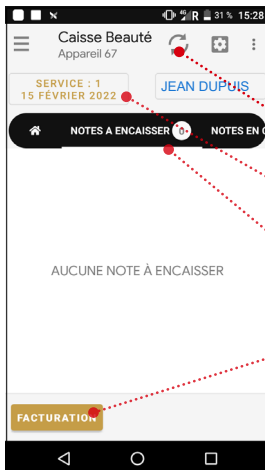 31 % 15:28
Caisse Beauté
Appareil 67
SERVICE : 1
15 FÉVRIER 2022
JEAN DUPUIS
NOTES A ENCAISSER 0
NOTES EN
AUCUNE NOTE À ENCAISSER
FACTURATION